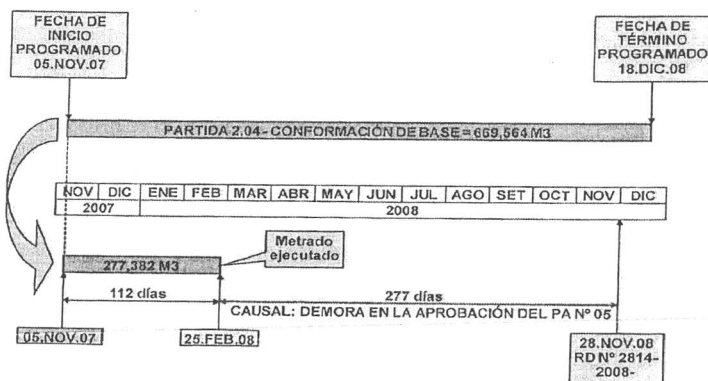 FECHA DE
INICIO
PROGRAMADO
05.NOV.07
FECHA DE
TÉRMINO
PROGRAMADO
18.DIC.08
PARTIDA 2.04 - CONFORMACIÓN DE BASE = 669,564 M3
NOV DIC ENE FEB MAR ABR MAY JUN JUL AGO SET OCT NOV DIC
2007 2008
Metrado
ejecutado
277,382 M3
112 días 277 días
CAUSAL: DEMORA EN LA APROBACIÓN DEL PA Nº 05
05.NOV.07 25.FEB.08
28.NOV.08
RD Nº 2814-
2008-